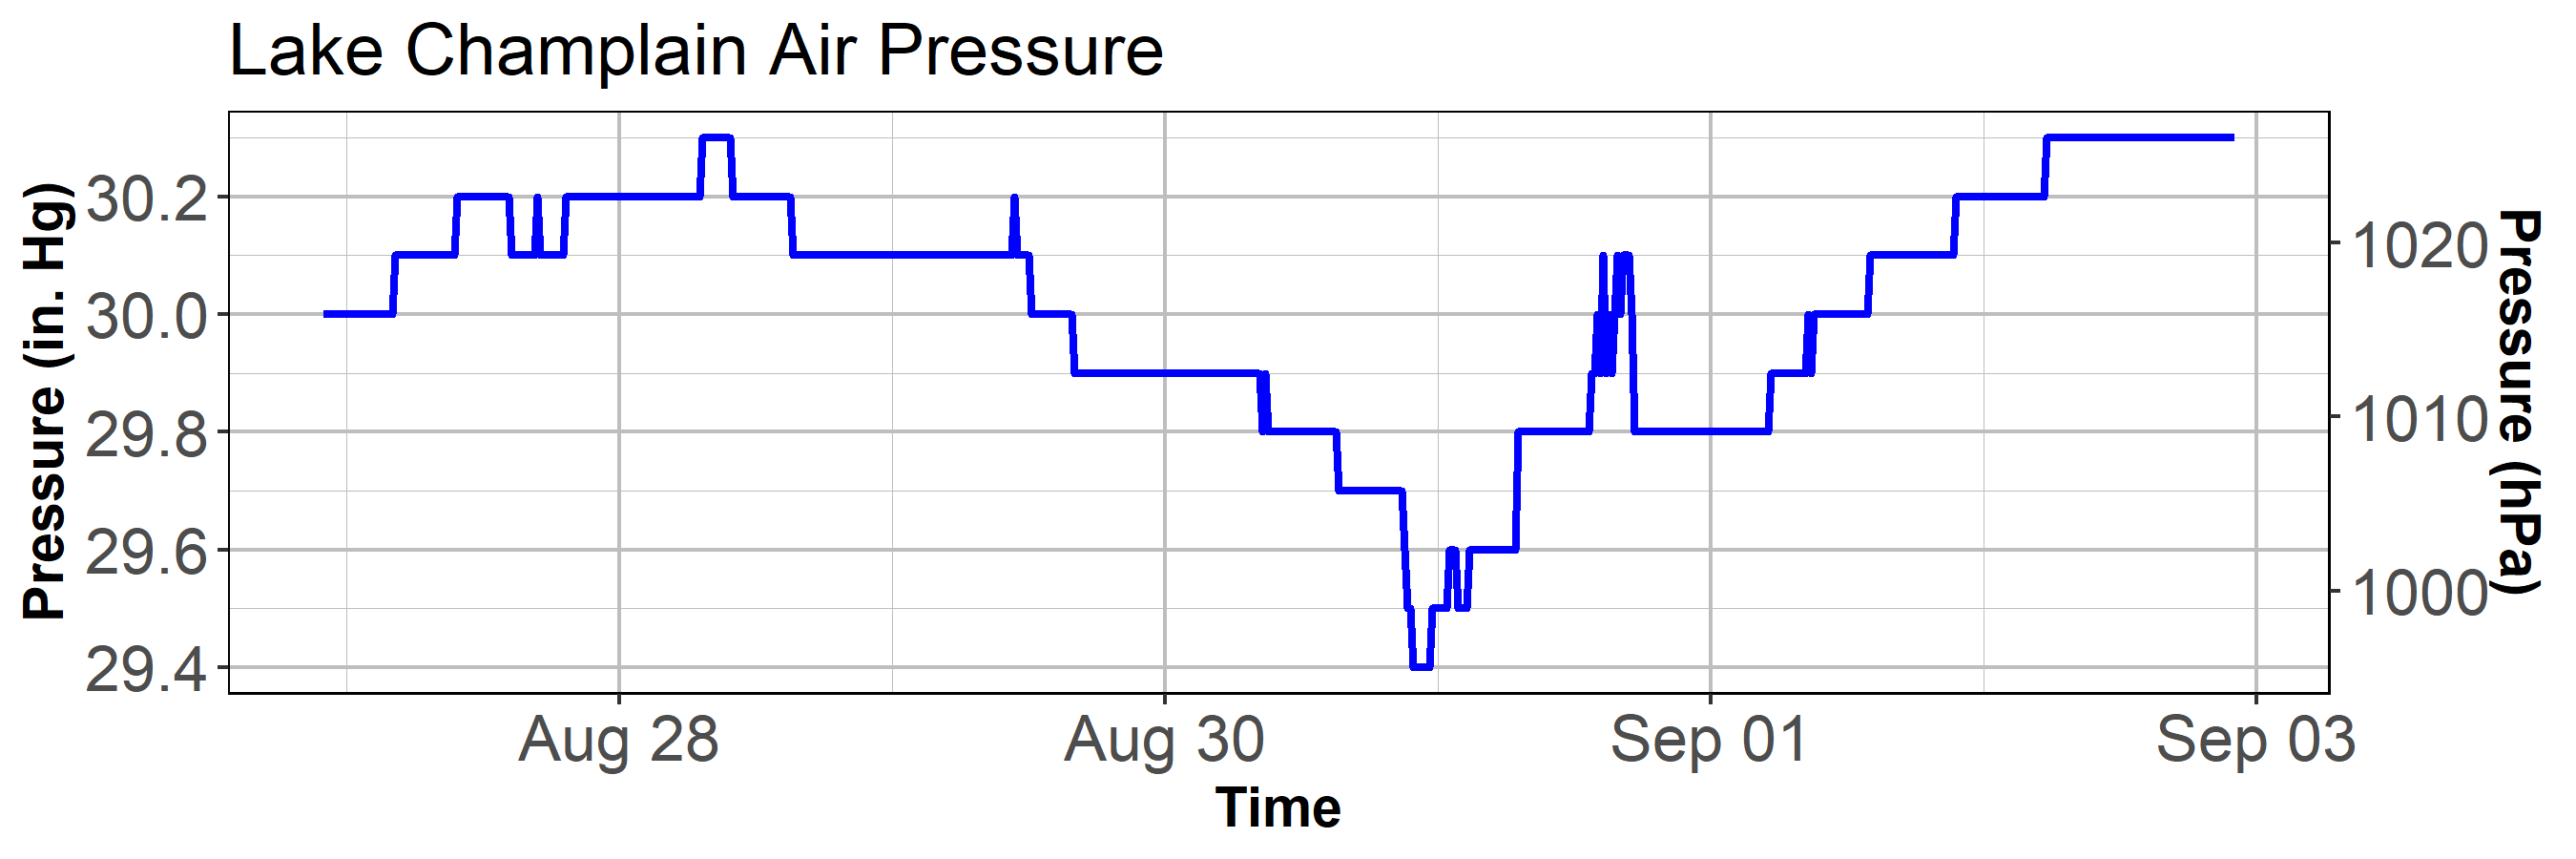 Lake Champlain Air Pressure
Pressure (in. Hg)
30.2
30.0
29.8
29.6
29.4
1020
1010
1000
Pressure (hPa)
Aug 28
Aug 30
Sep 01
Sep 03
Time